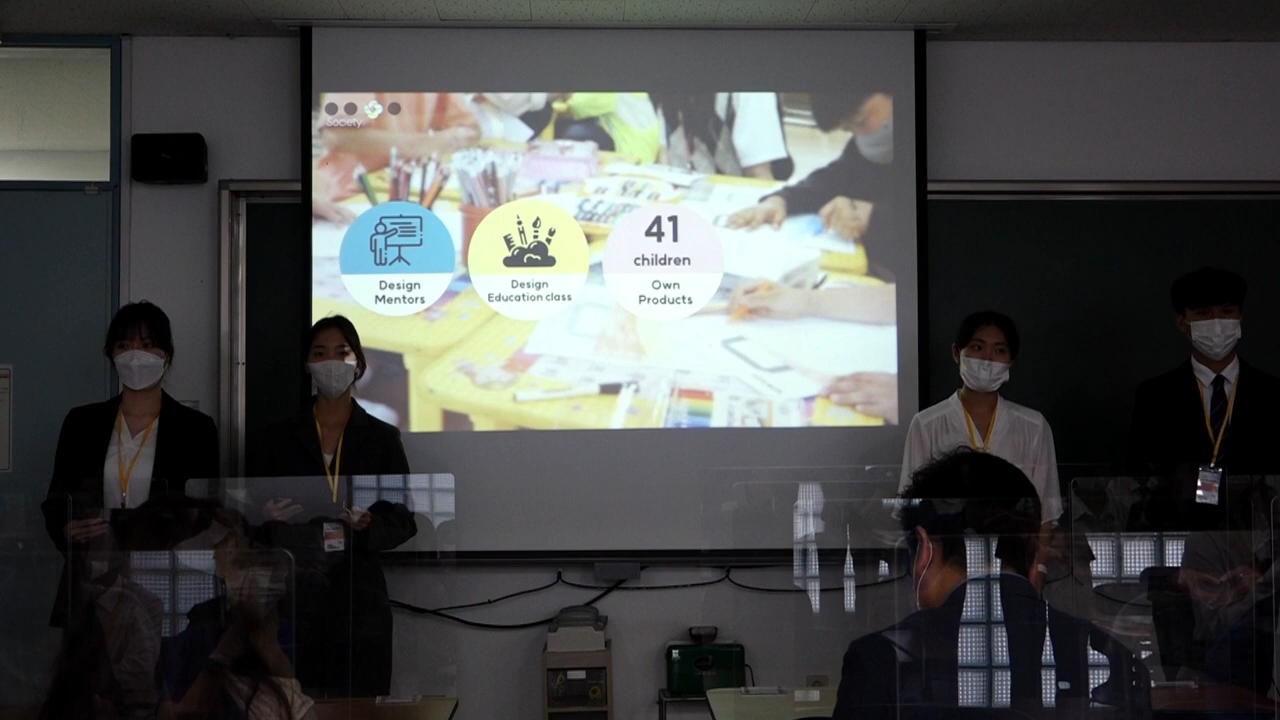 Society
Design
Mentors
Design
Education class
41
children
Own
Products